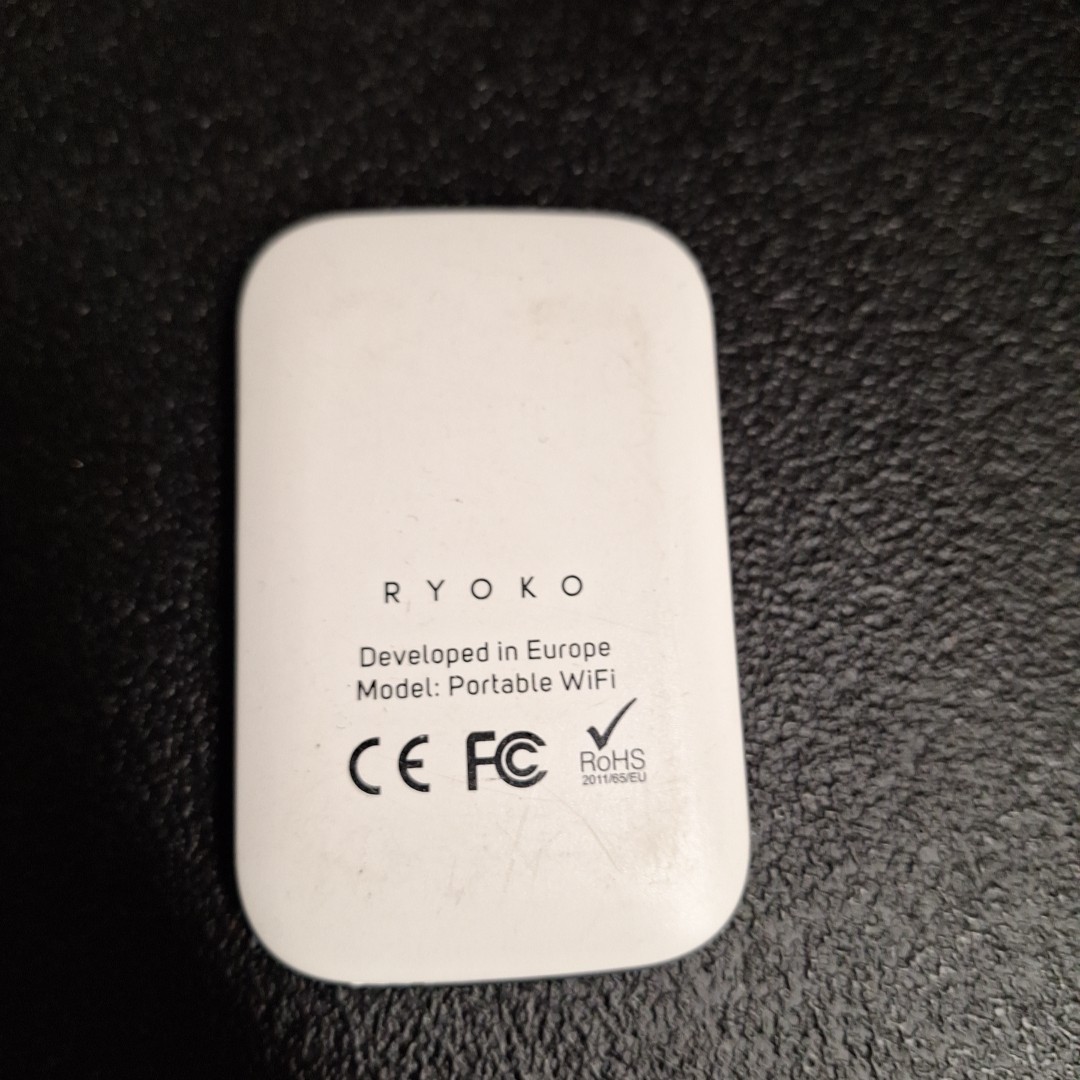 RYOKO
Developed in Europe
Model: Portable WiFi
CE FC RoHS
2011/65/EU